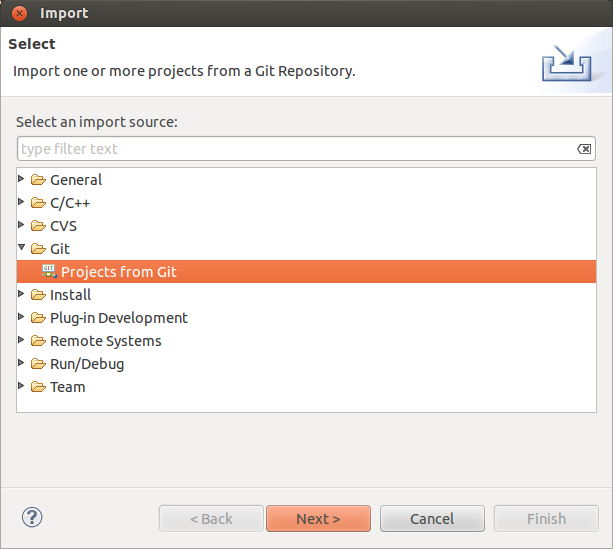 Import
Select
Import one or more projects from a Git Repository.
Select an import source:
type filter text
General
C/C++
CVS
Git
GIT Projects from Git
Install
Plug-in Development
Remote Systems
Run/Debug
Team
? < Back Next > Cancel Finish